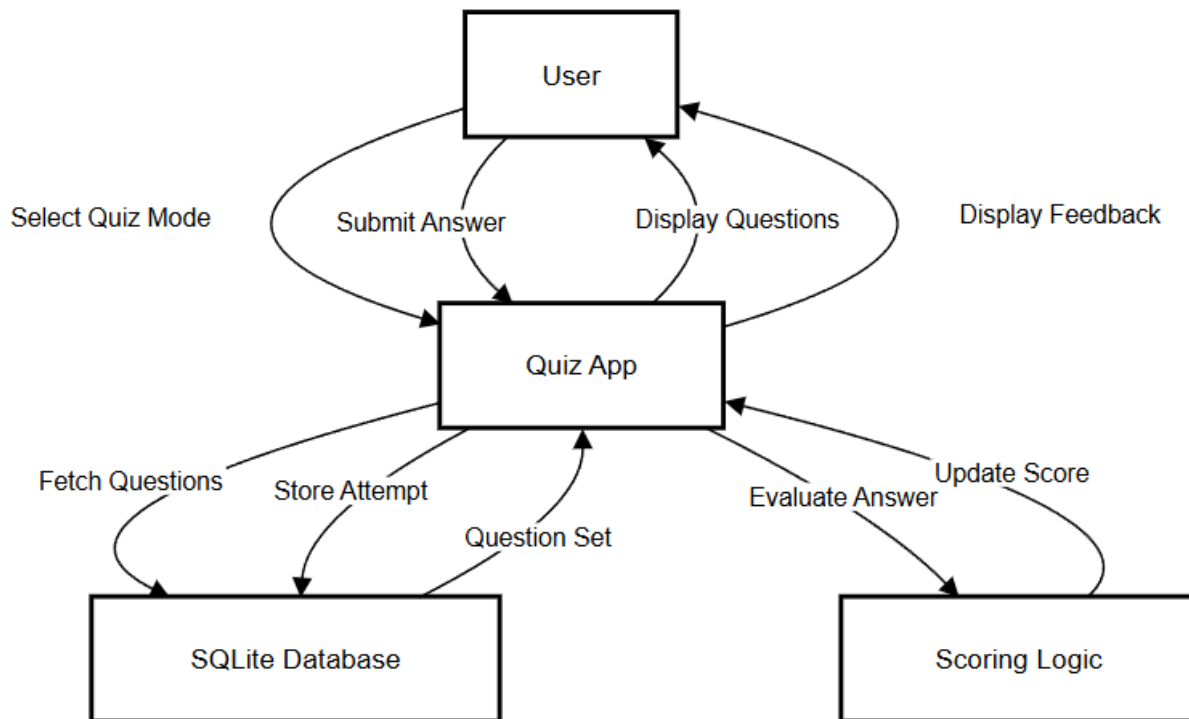 User
Select Quiz Mode
Submit Answer
Display Questions
Display Feedback
Quiz App
Fetch Questions
Store Attempt
Question Set
Evaluate Answer
Update Score
SQLite Database
Scoring Logic